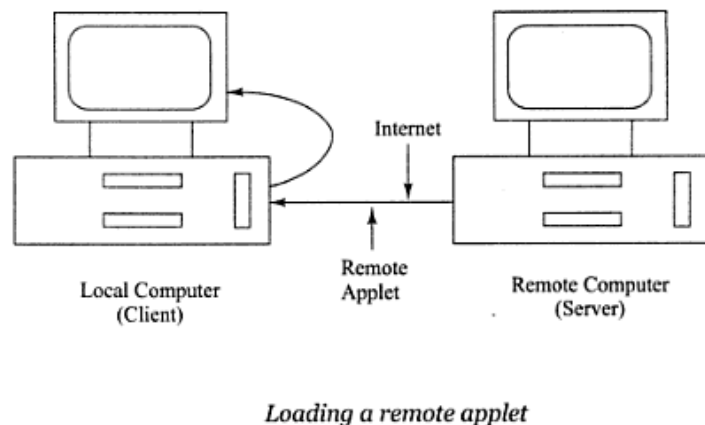 Internet
Remote
Applet
Local Computer
(Client)
Remote Computer
(Server)
Loading a remote applet